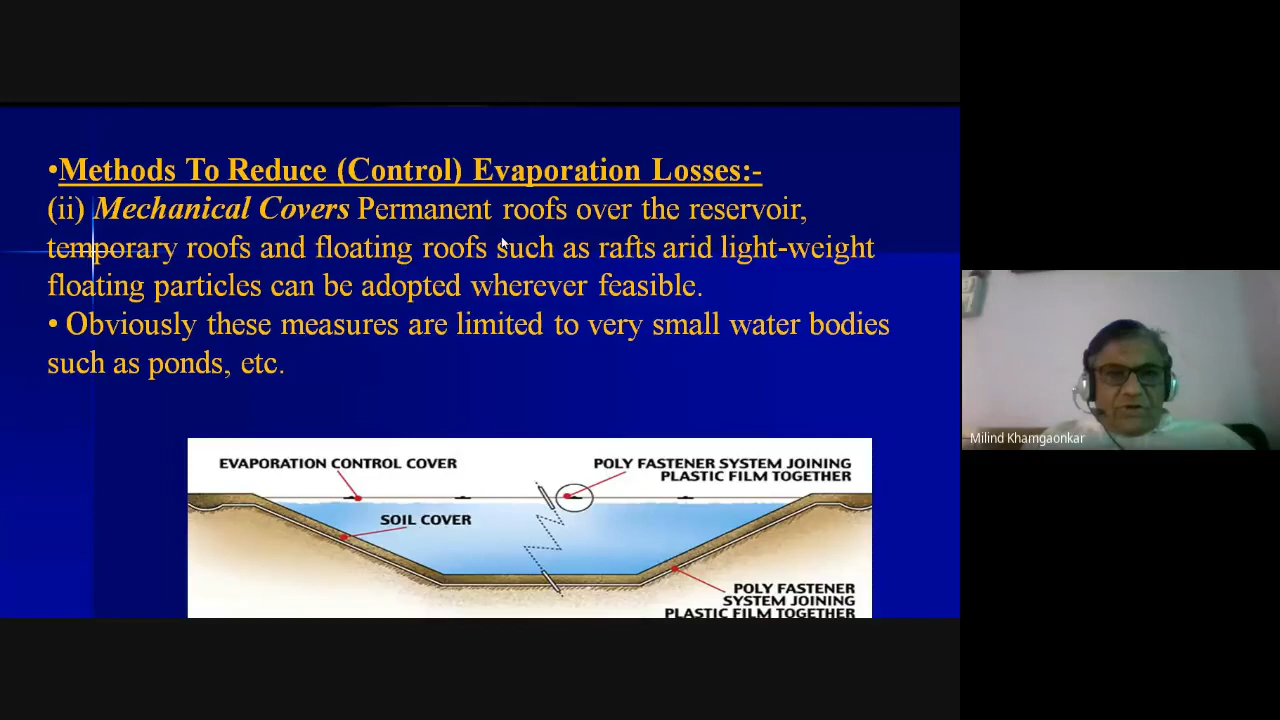 •Methods To Reduce (Control) Evaporation Losses:-
(ii) Mechanical Covers Permanent roofs over the reservoir,
temporary roofs and floating roofs such as rafts arid light-weight
floating particles can be adopted wherever feasible.
• Obviously these measures are limited to very small water bodies
such as ponds, etc.
EVAPORATION CONTROL COVER
POLY FASTENER SYSTEM JOINING
PLASTIC FILM TOGETHER
SOIL COVER
POLY FASTENER
SYSTEM JOINING
PLASTIC FILM TOGETHER
Milind Khamgaonkar